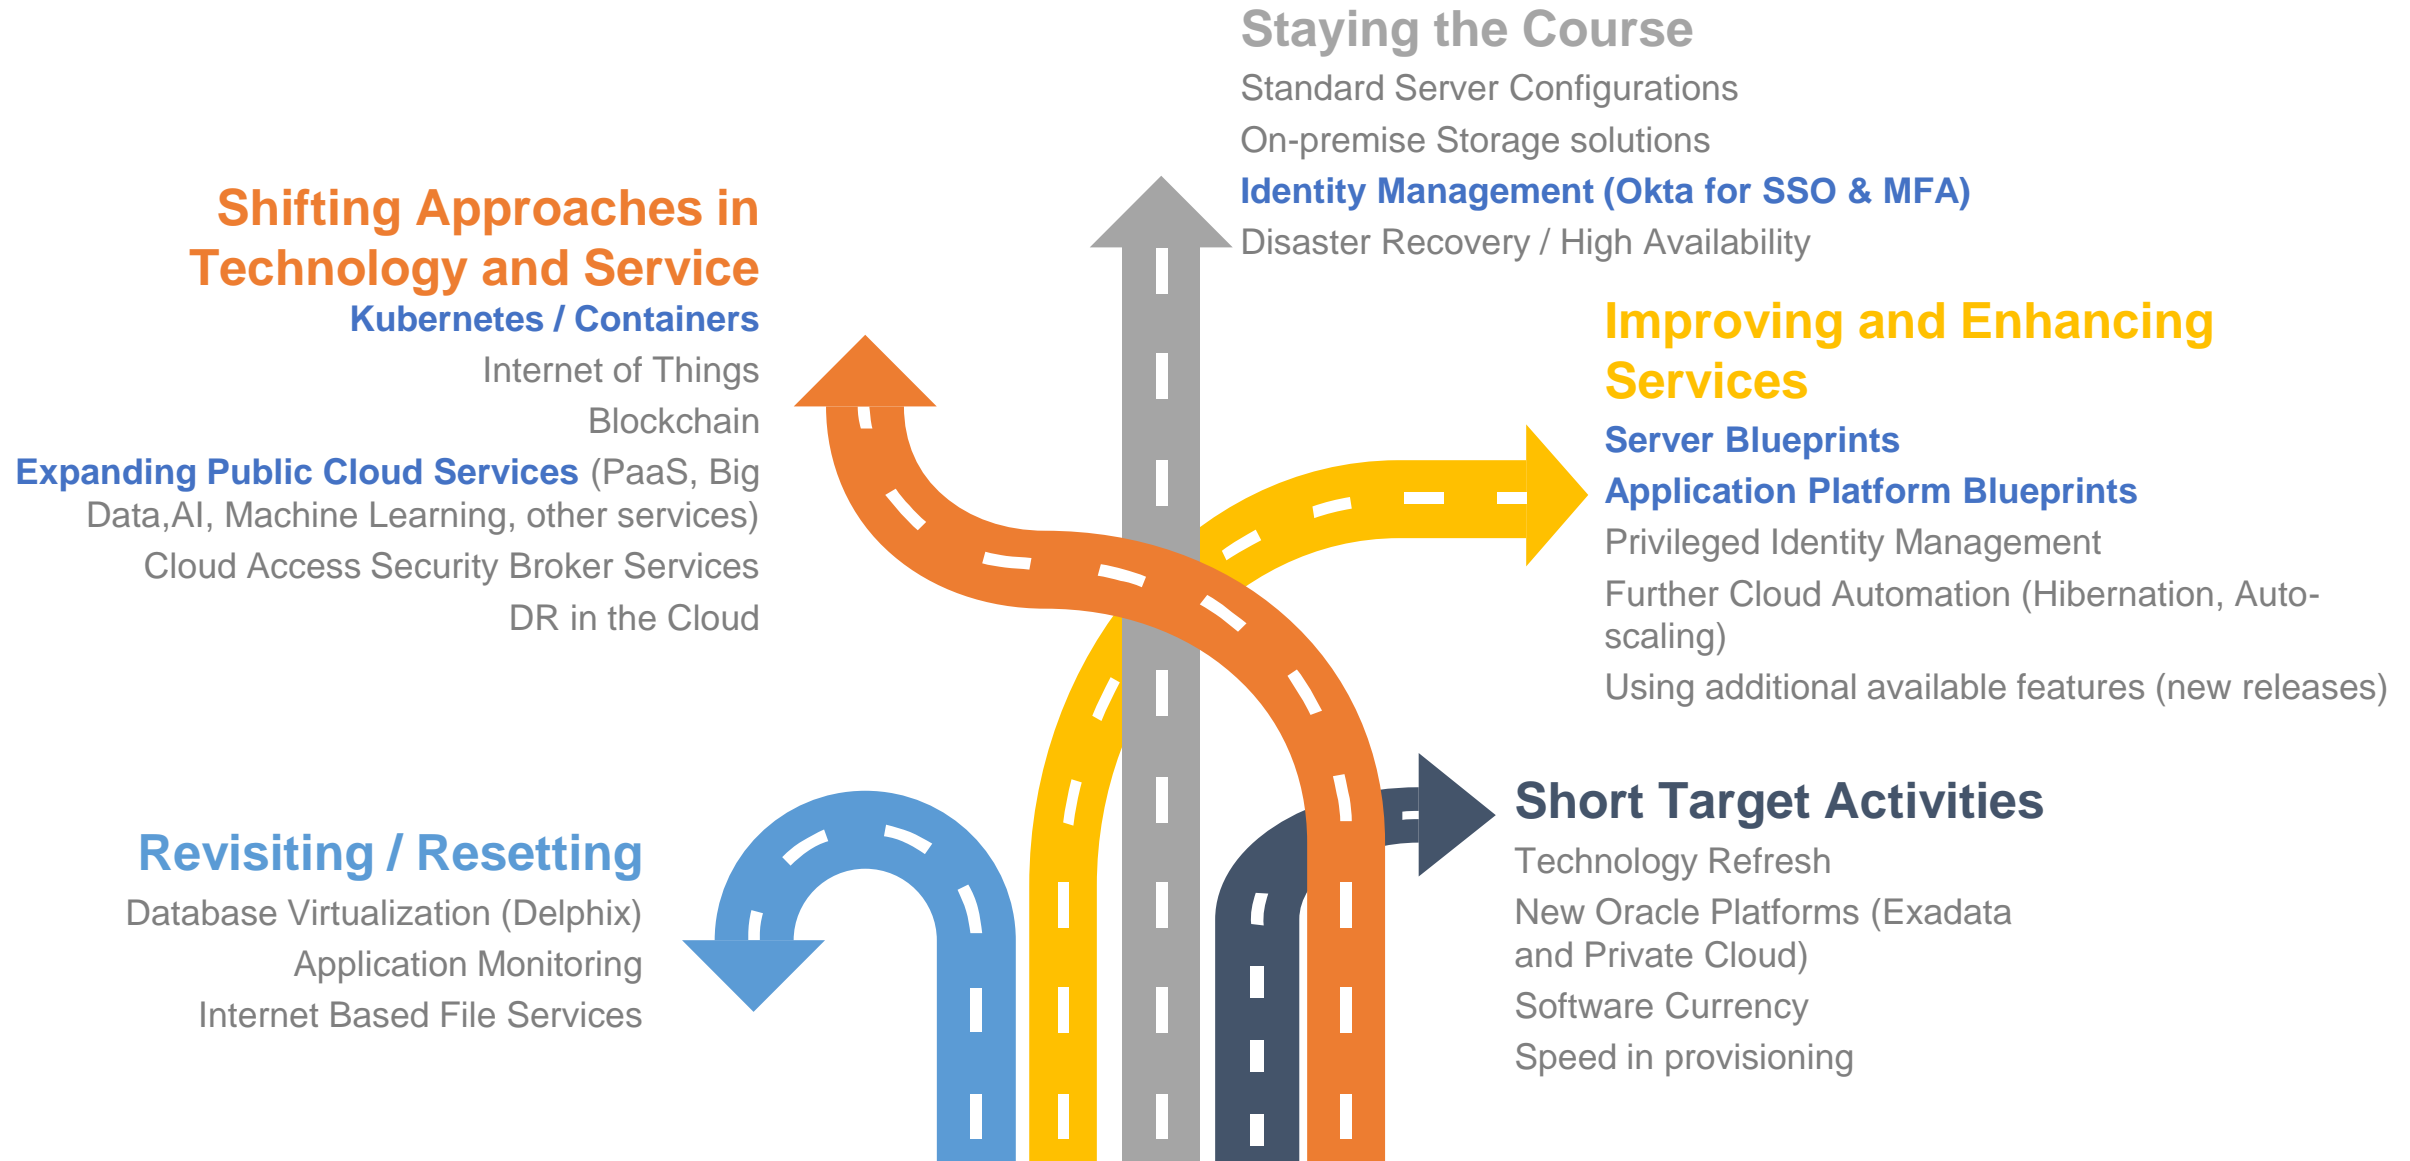 Staying the Course
Standard Server Configurations
On-premise Storage solutions
Identity Management (Okta for SSO & MFA)
Disaster Recovery / High Availability
Shifting Approaches in
Technology and Service
Kubernetes / Containers
Internet of Things
Blockchain
Expanding Public Cloud Services (PaaS, Big
Data,AI, Machine Learning, other services)
Cloud Access Security Broker Services
DR in the Cloud
Improving and Enhancing
Services
Server Blueprints
Application Platform Blueprints
Privileged Identity Management
Further Cloud Automation (Hibernation, Auto-
scaling)
Using additional available features (new releases)
Revisiting / Resetting
Database Virtualization (Delphix)
Application Monitoring
Internet Based File Services
Short Target Activities
Technology Refresh
New Oracle Platforms (Exadata
and Private Cloud)
Software Currency
Speed in provisioning